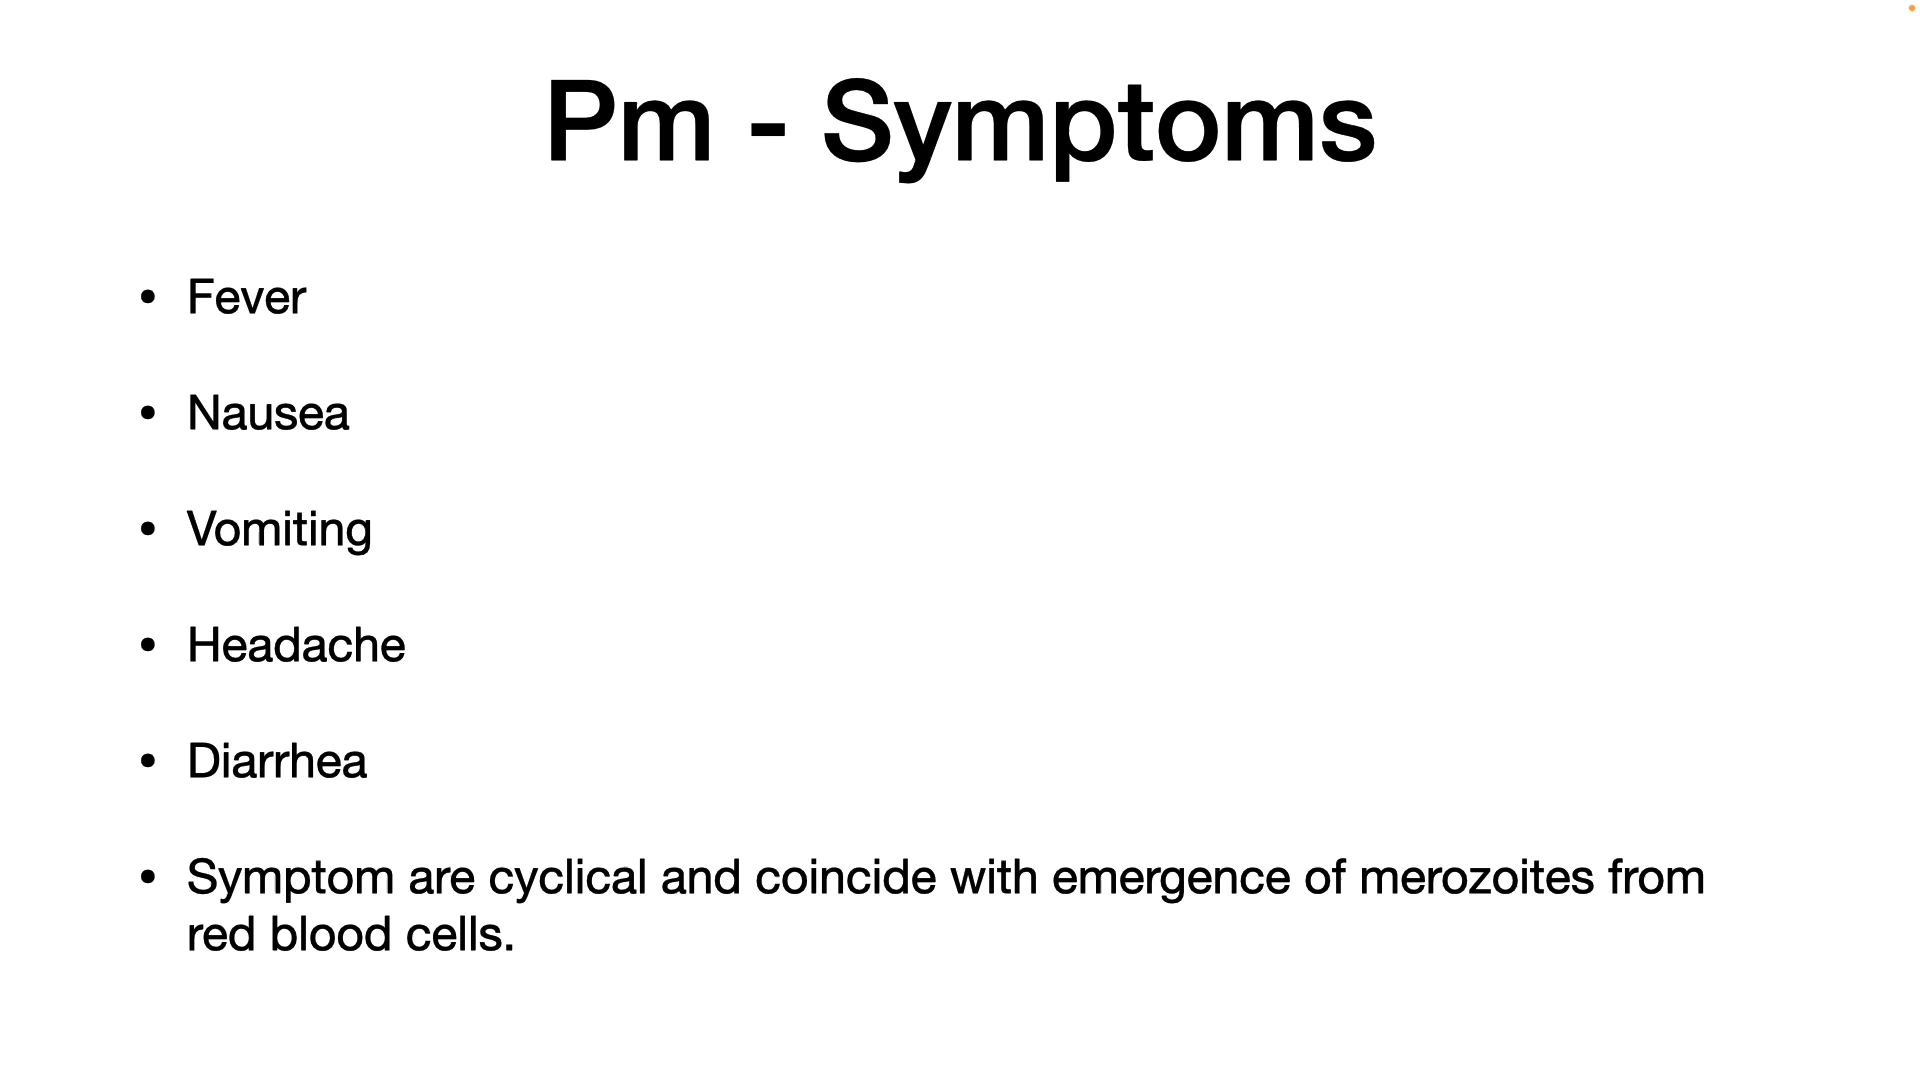 Pm - Symptoms
• Fever
• Nausea
• Vomiting
• Headache
• Diarrhea
• Symptom are cyclical and coincide with emergence of merozoites from
red blood cells.